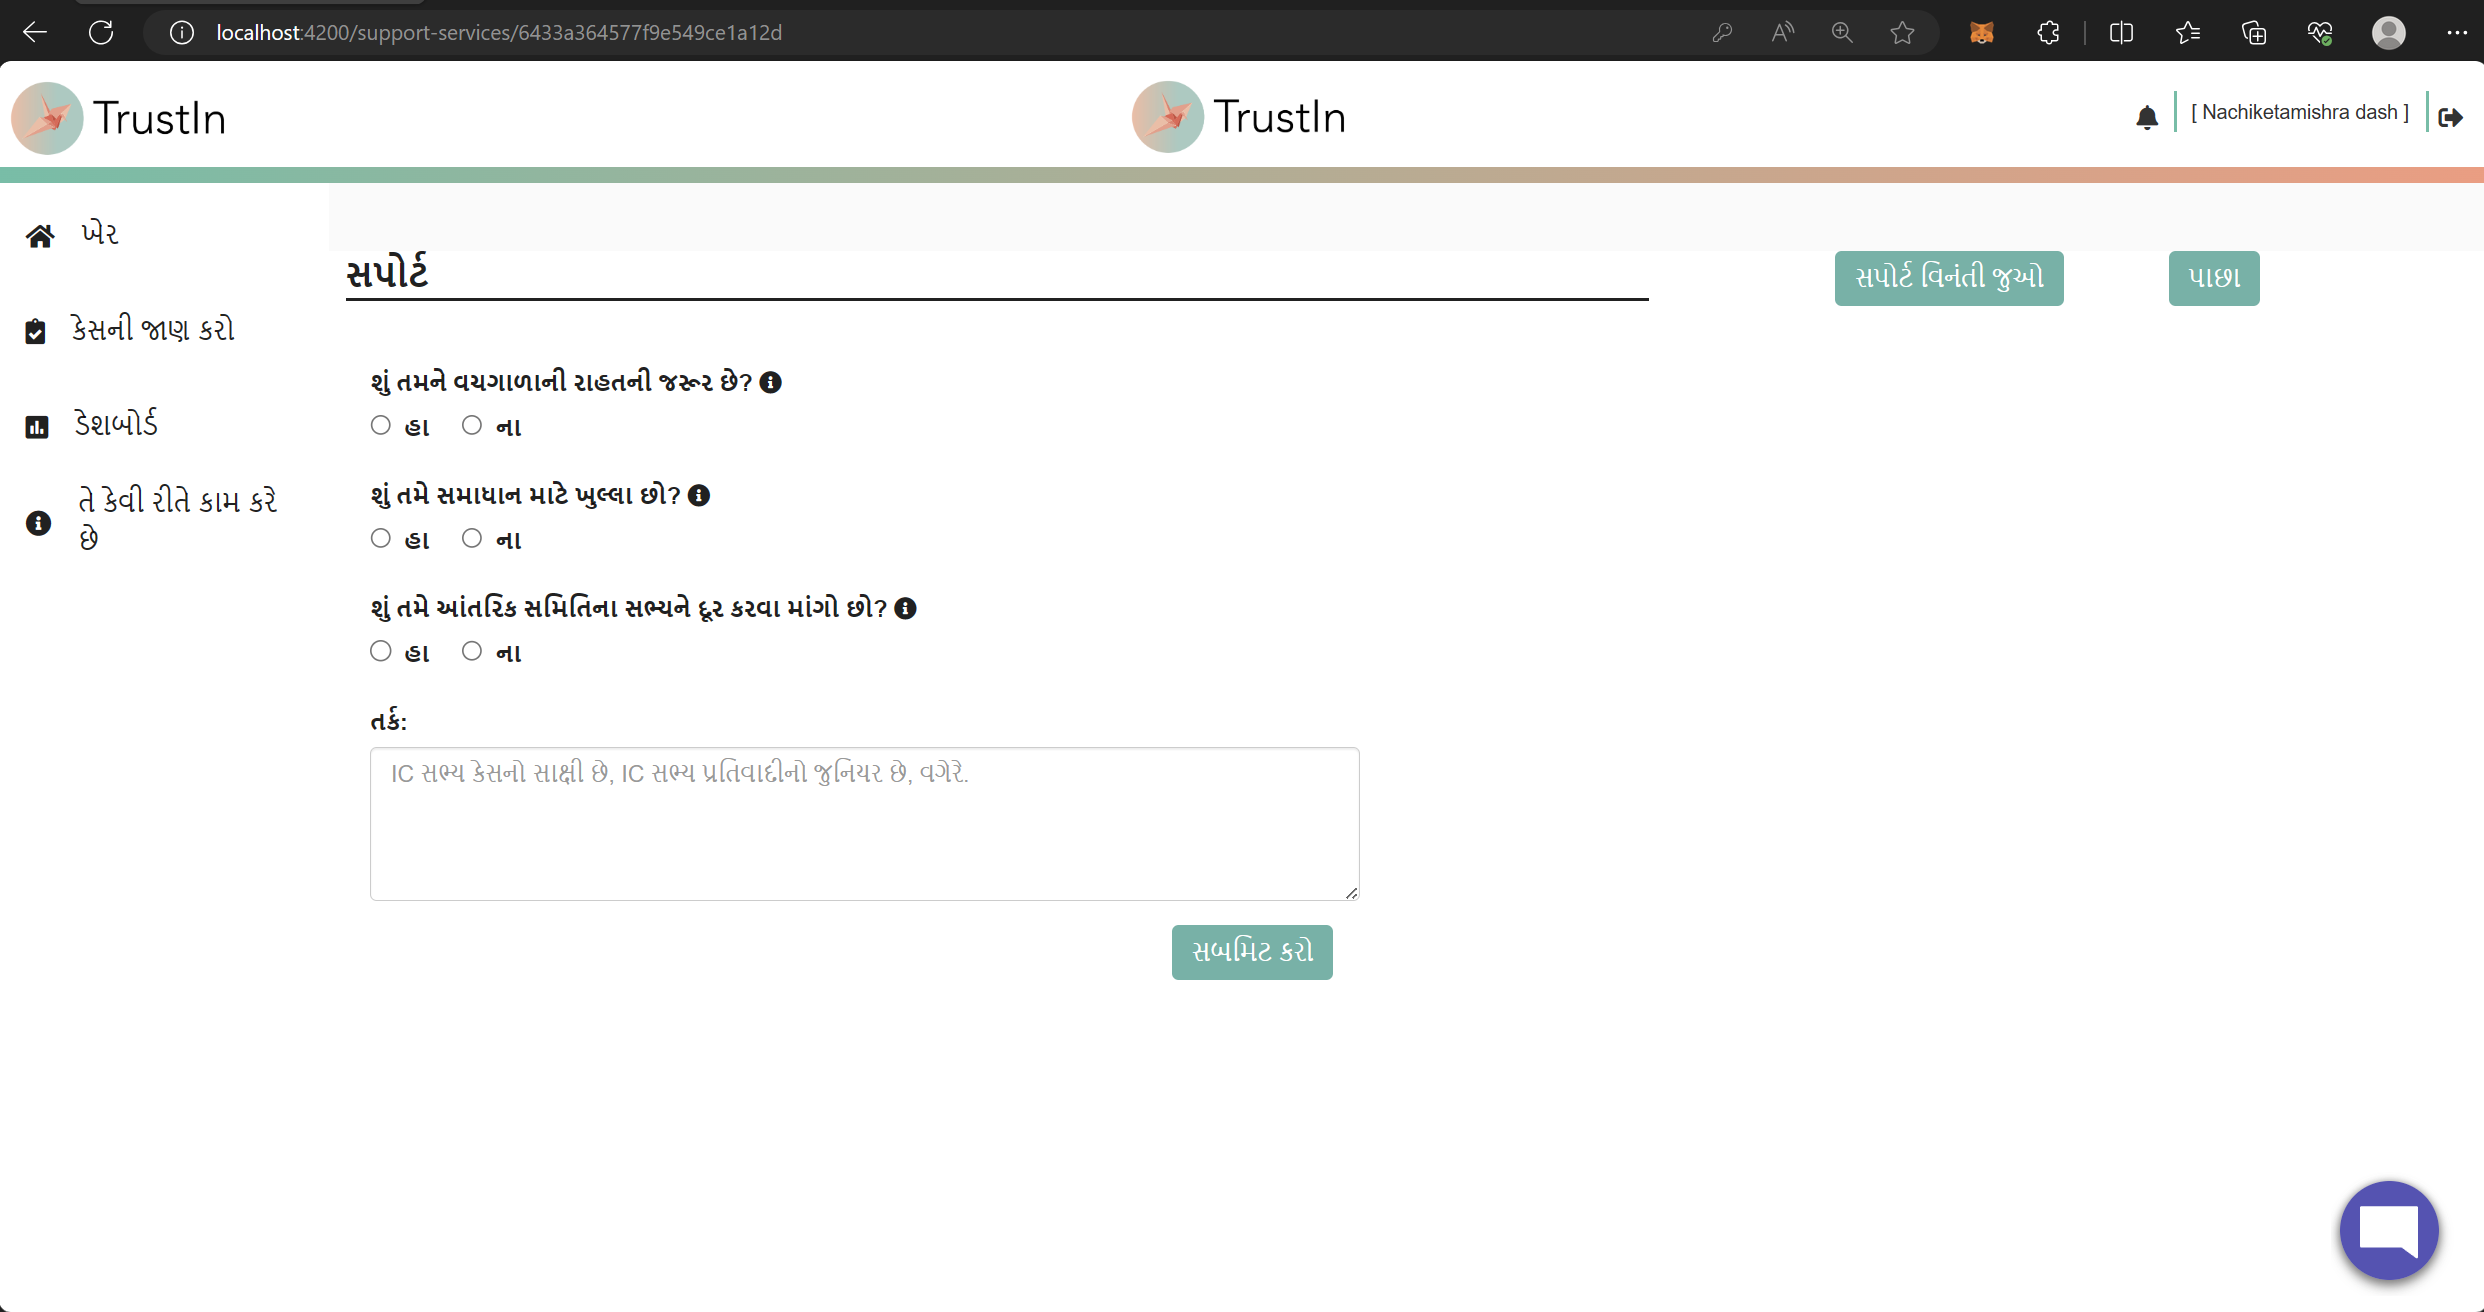 localhost:4200/support-services/6433a364577f9e549ce1a12d
TrustIn
TrustIn
[ Nachiketamishra dash ]
ખેર
કેસની જાણ કરો
ડેશબોર્ડ
તે કેવી રીતે કામ કરે
છે
સપોર્ટ
સપોર્ટ વિનંતી જુઓ
પાછા
શું તમને વચગાળાની રાહતની જરૂર છે?
હા ના
શું તમે સમાધાન માટે ખુલ્લા છો?
હા ના
શું તમે આંતરિક સમિતિના સભ્યને દૂર કરવા માંગો છો?
હા ના
તર્ક:
IC સભ્ય કેસનો સાક્ષી છે, IC સભ્ય પ્રતિવાદીનો જુનિયર છે, વગેરે.
સબમિટ કરો